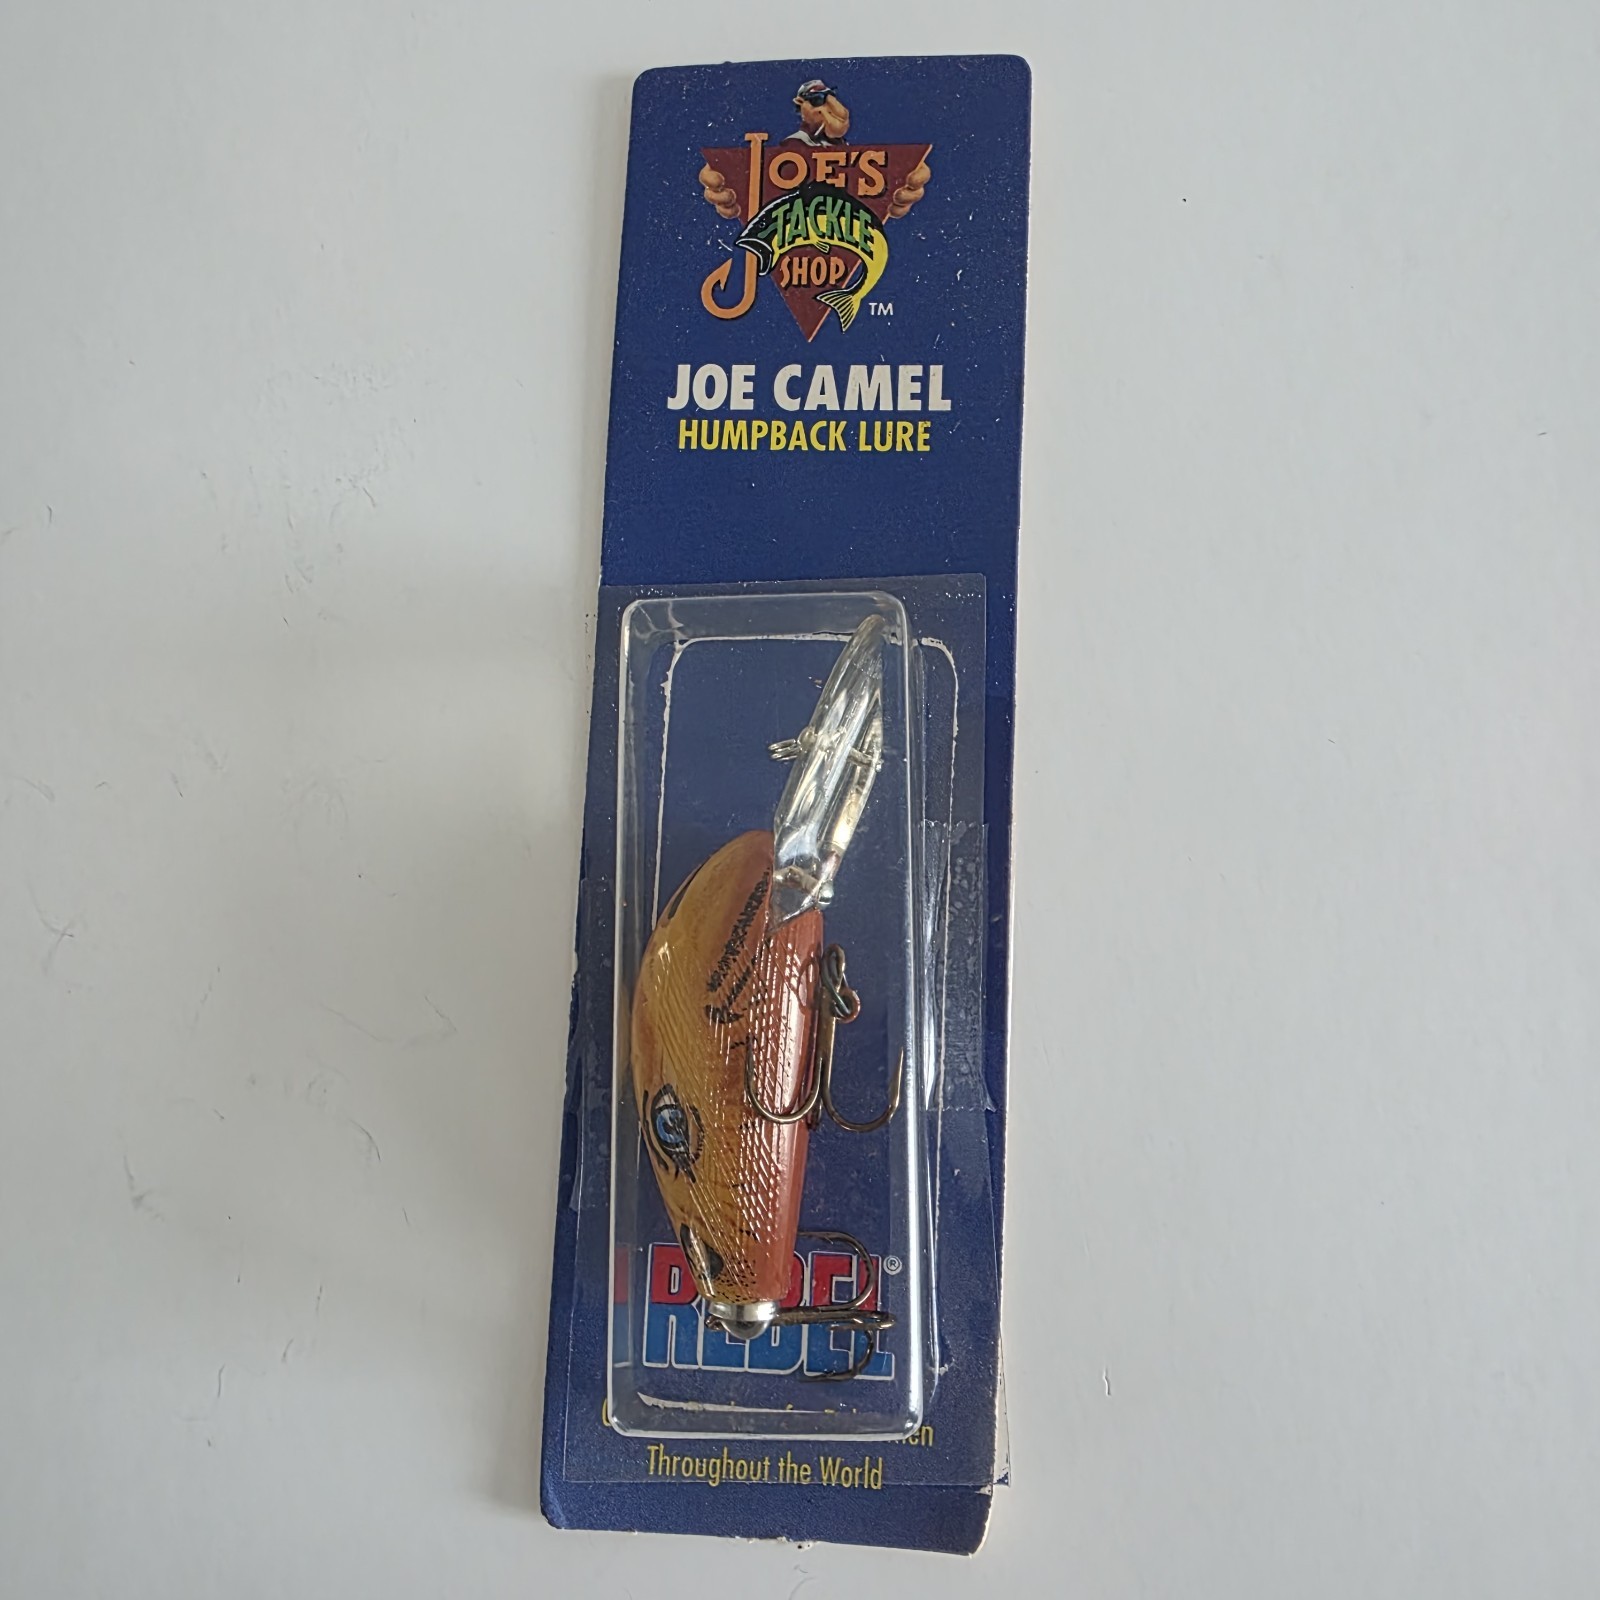 JOE'S
TACKLE
SHOP
TM
JOE CAMEL
HUMPBACK LURE
REBEL®
Throughout the World